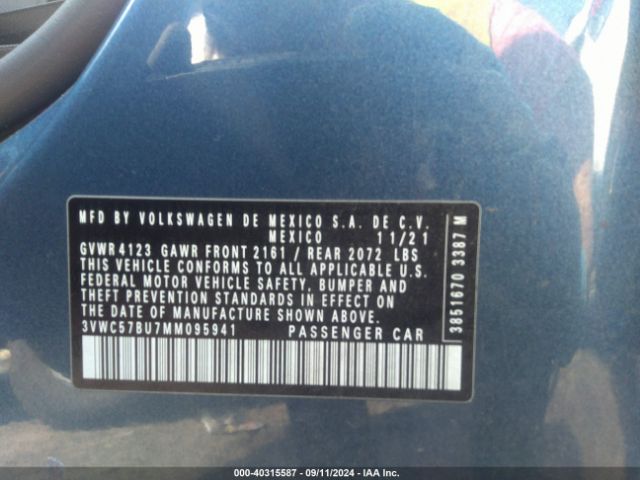 MFD BY VOLKSWAGEN DE MEXICO S.A. DE C.V.
MEXICO 11/21
GVWR 4123 GAWR FRONT 2161 / REAR 2072 LBS
THIS VEHICLE CONFORMS TO ALL APPLICABLE U.S.
FEDERAL MOTOR VEHICLE SAFETY, BUMPER AND
THEFT PREVENTION STANDARDS IN EFFECT ON
THE DATE OF MANUFACTURE SHOWN ABOVE.
3VWC57BU7MM095941 PASSENGER CAR
3851670 3387 M
000-40315587 - 09/11/2024 - IAA Inc.